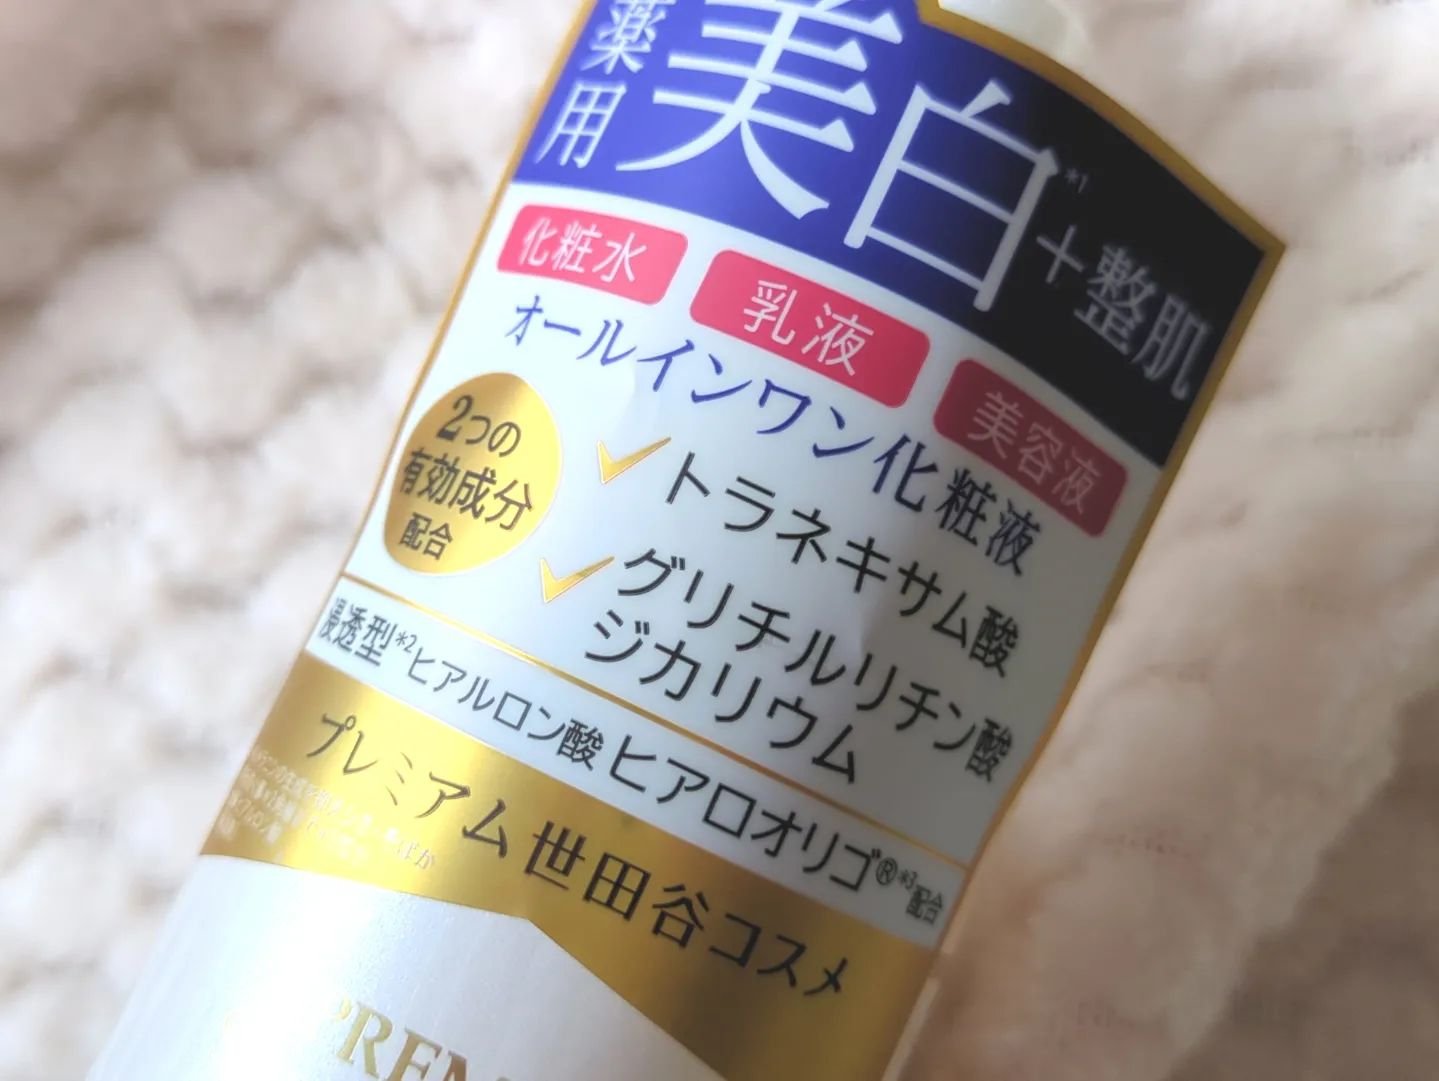 薬用
美白*1
+整肌
化粧水
乳液
美容液
オールインワン化粧液
2つの
有効成分
配合
トラネキサム酸
グリチルリチン酸
ジカリウム
浸透型*2ヒアルロン酸 ヒアロオリゴ®*3配合
プレミアム世田谷コスメ